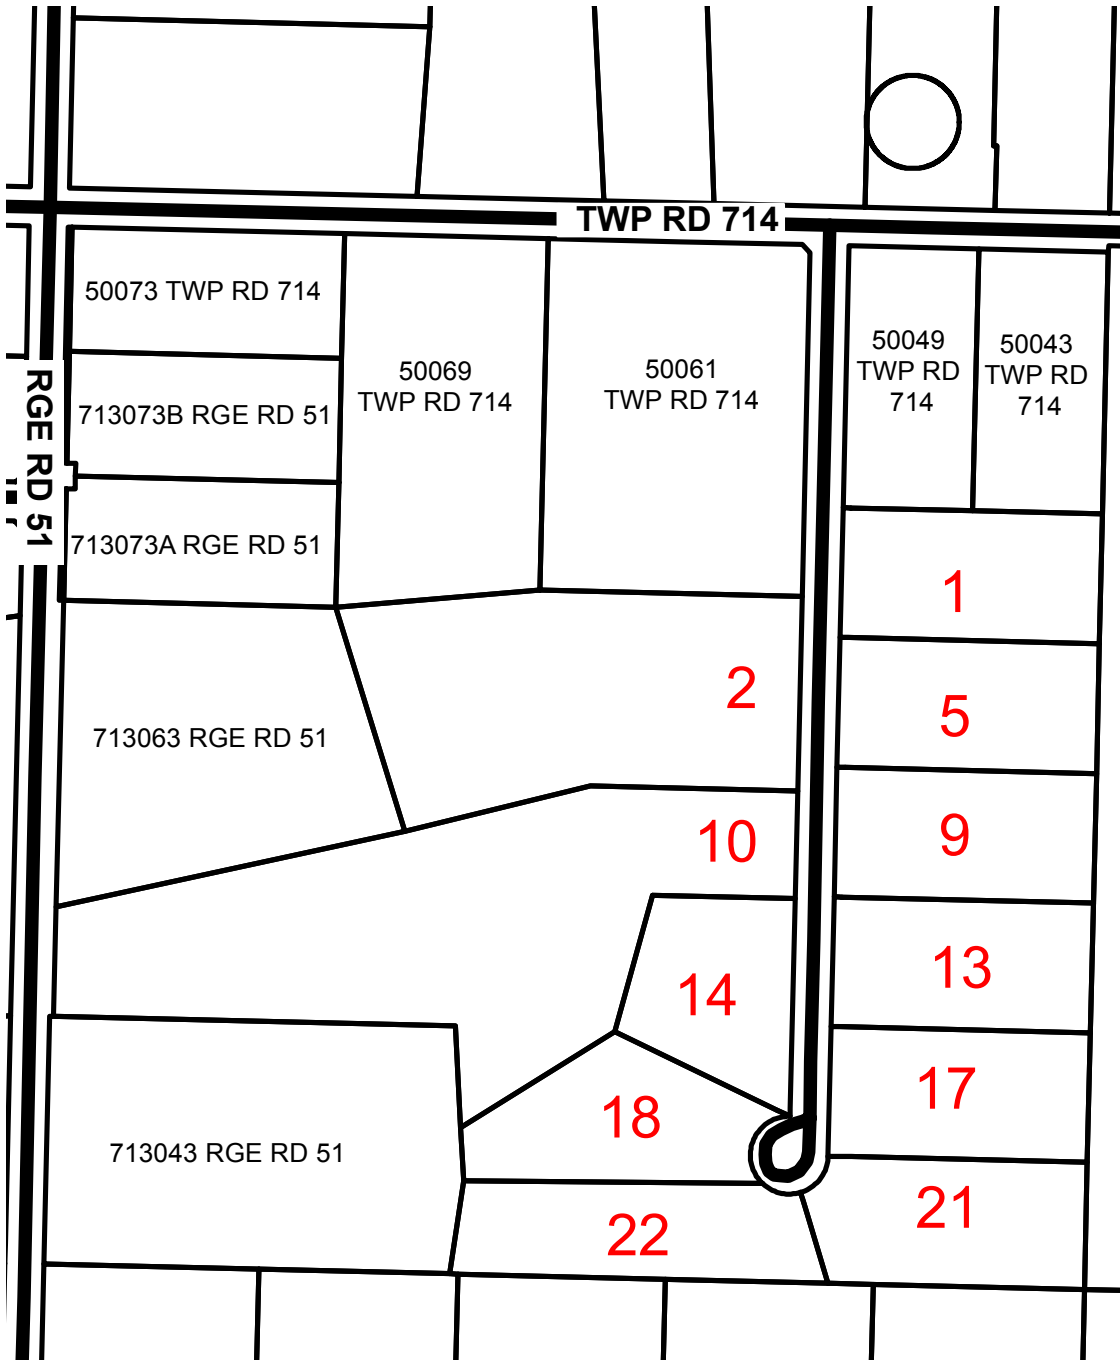 TWP RD 714
50073 TWP RD 714
50069
TWP RD 714
50061
TWP RD 714
50049
TWP RD
714
50043
TWP RD
714
RGE RD 51
713073B RGE RD 51
713073A RGE RD 51
1
2
5
713063 RGE RD 51
10
9
14
13
18
17
713043 RGE RD 51
22
21